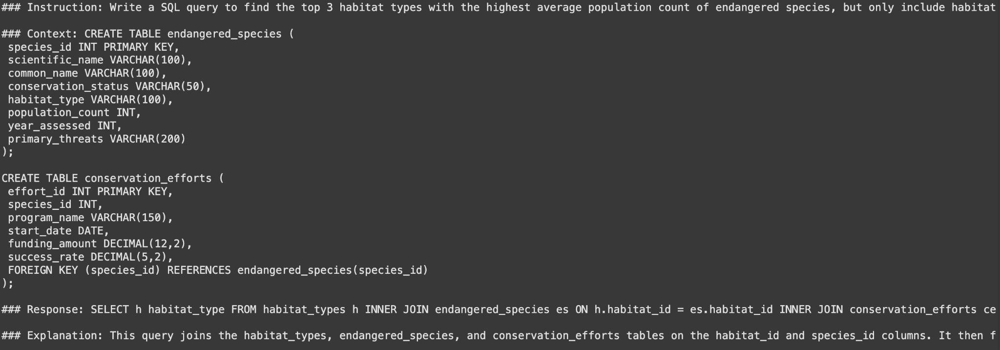 ### Instruction: Write a SQL query to find the top 3 habitat types with the highest average population count of endangered species, but only include habitat
### Context: CREATE TABLE endangered_species (
species_id INT PRIMARY KEY,
scientific_name VARCHAR(100),
common_name VARCHAR(100),
conservation_status VARCHAR(50),
habitat_type VARCHAR(100),
population_count INT,
year_assessed INT,
primary_threats VARCHAR(200)
);
CREATE TABLE conservation_efforts (
effort_id INT PRIMARY KEY,
species_id INT,
program_name VARCHAR(150),
start_date DATE,
funding_amount DECIMAL(12,2),
success_rate DECIMAL(5,2),
FOREIGN KEY (species_id) REFERENCES endangered_species(species_id)
);
### Response: SELECT h habitat_type FROM habitat_types h INNER JOIN endangered_species es ON h.habitat_id = es.habitat_id INNER JOIN conservation_efforts ce
### Explanation: This query joins the habitat_types, endangered_species, and conservation_efforts tables on the habitat_id and species_id columns. It then f